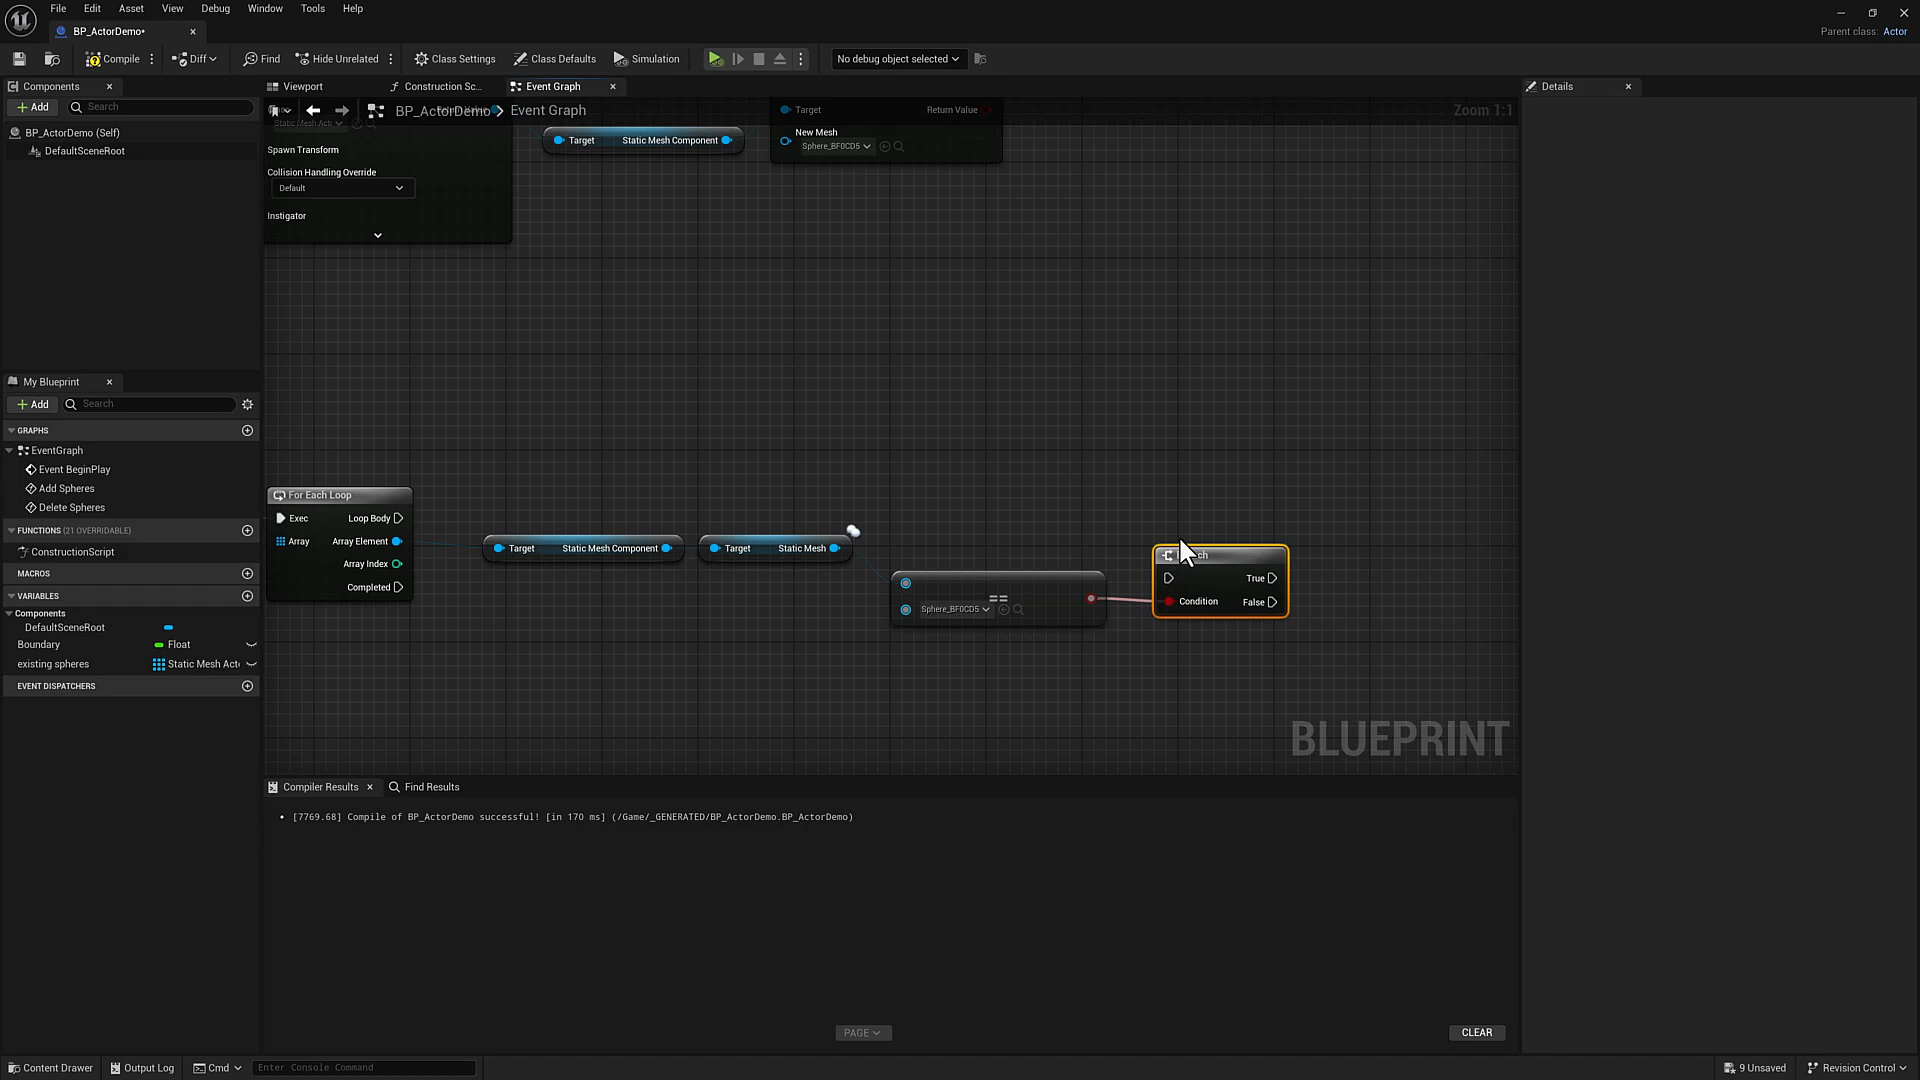 File Edit Asset View Debug Window Tools Help
BP_ActorDemo*
Parent class: Actor
Compile Diff Find Hide Unrelated Class Settings Class Defaults Simulation No debug object selected
Components
Viewport Construction Sc... Event Graph
Details
Add Search
BP_ActorDemo Event Graph
Zoom 1:1
BP_ActorDemo (Self)
DefaultSceneRoot
Spawn Transform
Collision Handling Override
Default
Instigator
Target Static Mesh Component
Target Return Value
New Mesh
Sphere_BF0CD5
My Blueprint
Add Search
GRAPHS
EventGraph
Event BeginPlay
Add Spheres
Delete Spheres
FUNCTIONS (21 OVERRIDABLE)
ConstructionScript
MACROS
VARIABLES
Components
DefaultSceneRoot
Boundary Float
existing spheres Static Mesh Act
EVENT DISPATCHERS
For Each Loop
Exec Loop Body
Array Array Element
Array Index
Completed
Target Static Mesh Component
Target Static Mesh
==
Sphere_BF0CD5
True
Condition False
BLUEPRINT
Compiler Results Find Results
• [7769.68] Compile of BP_ActorDemo successful! [in 170 ms] (/Game/_GENERATED/BP_ActorDemo.BP_ActorDemo)
PAGE
CLEAR
Content Drawer Output Log Cmd Enter Console Command 9 Unsaved Revision Control